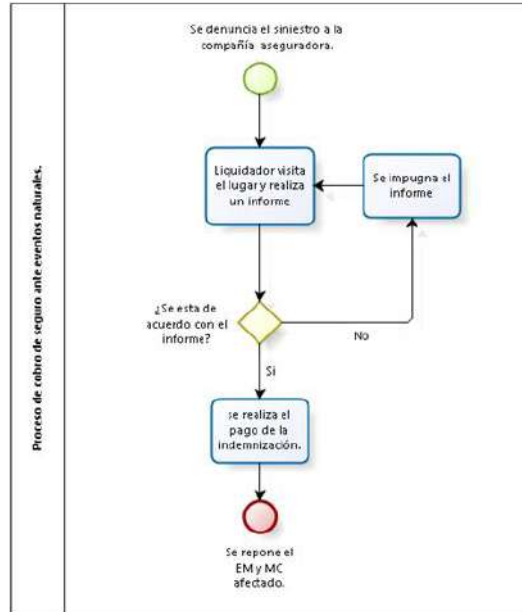 Proceso de cobro de seguro ante eventos naturales.
Se denuncia el siniestro a la
compañía aseguradora.
Liquidador visita
el lugar y realiza
un informe
Se impugna el
informe
¿Se esta de
acuerdo con el
informe?
No
Si
se realiza el
pago de la
indemnización.
Se repone el
EM y MC
afectado.